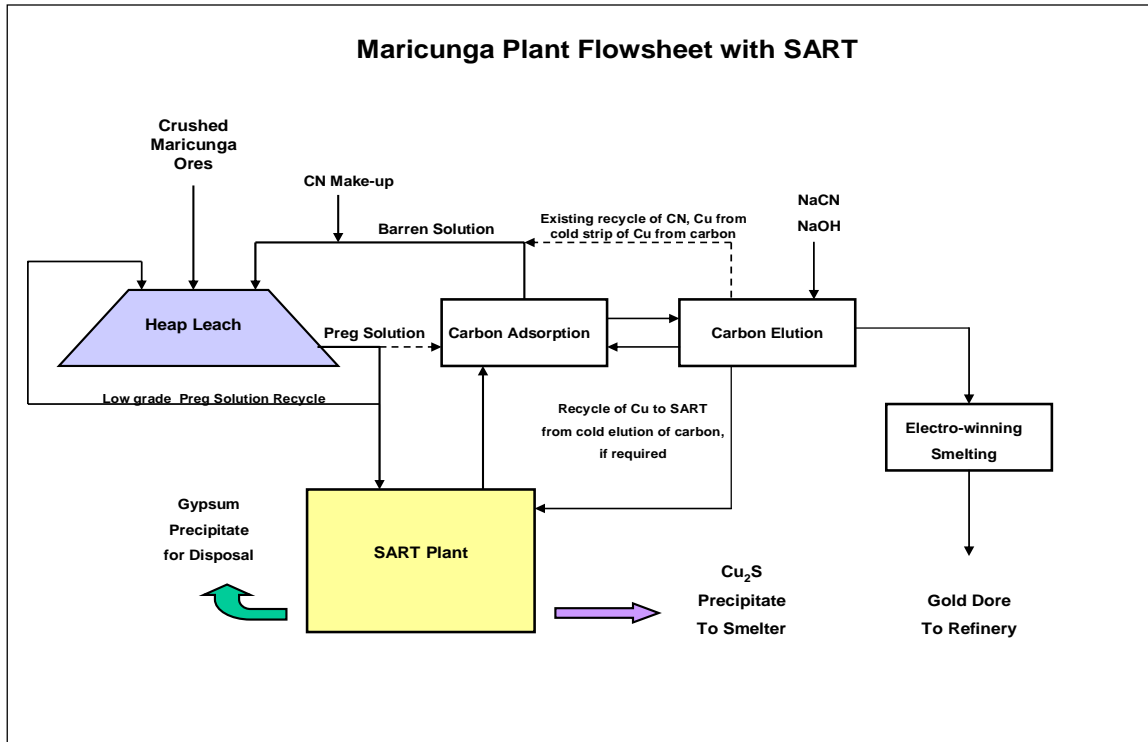 Maricunga Plant Flowsheet with SART
Crushed
Maricunga
Ores
CN Make-up
Barren Solution
Existing recycle of CN, Cu from
cold strip of Cu from carbon
NaCN
NaOH
Heap Leach
Preg Solution
Carbon Adsorption
Carbon Elution
Low grade Preg Solution Recycle
Recycle of Cu to SART
from cold elution of carbon,
if required
Electro-winning
Smelting
Gypsum
Precipitate
for Disposal
SART Plant
Cu₂S
Precipitate
To Smelter
Gold Dore
To Refinery